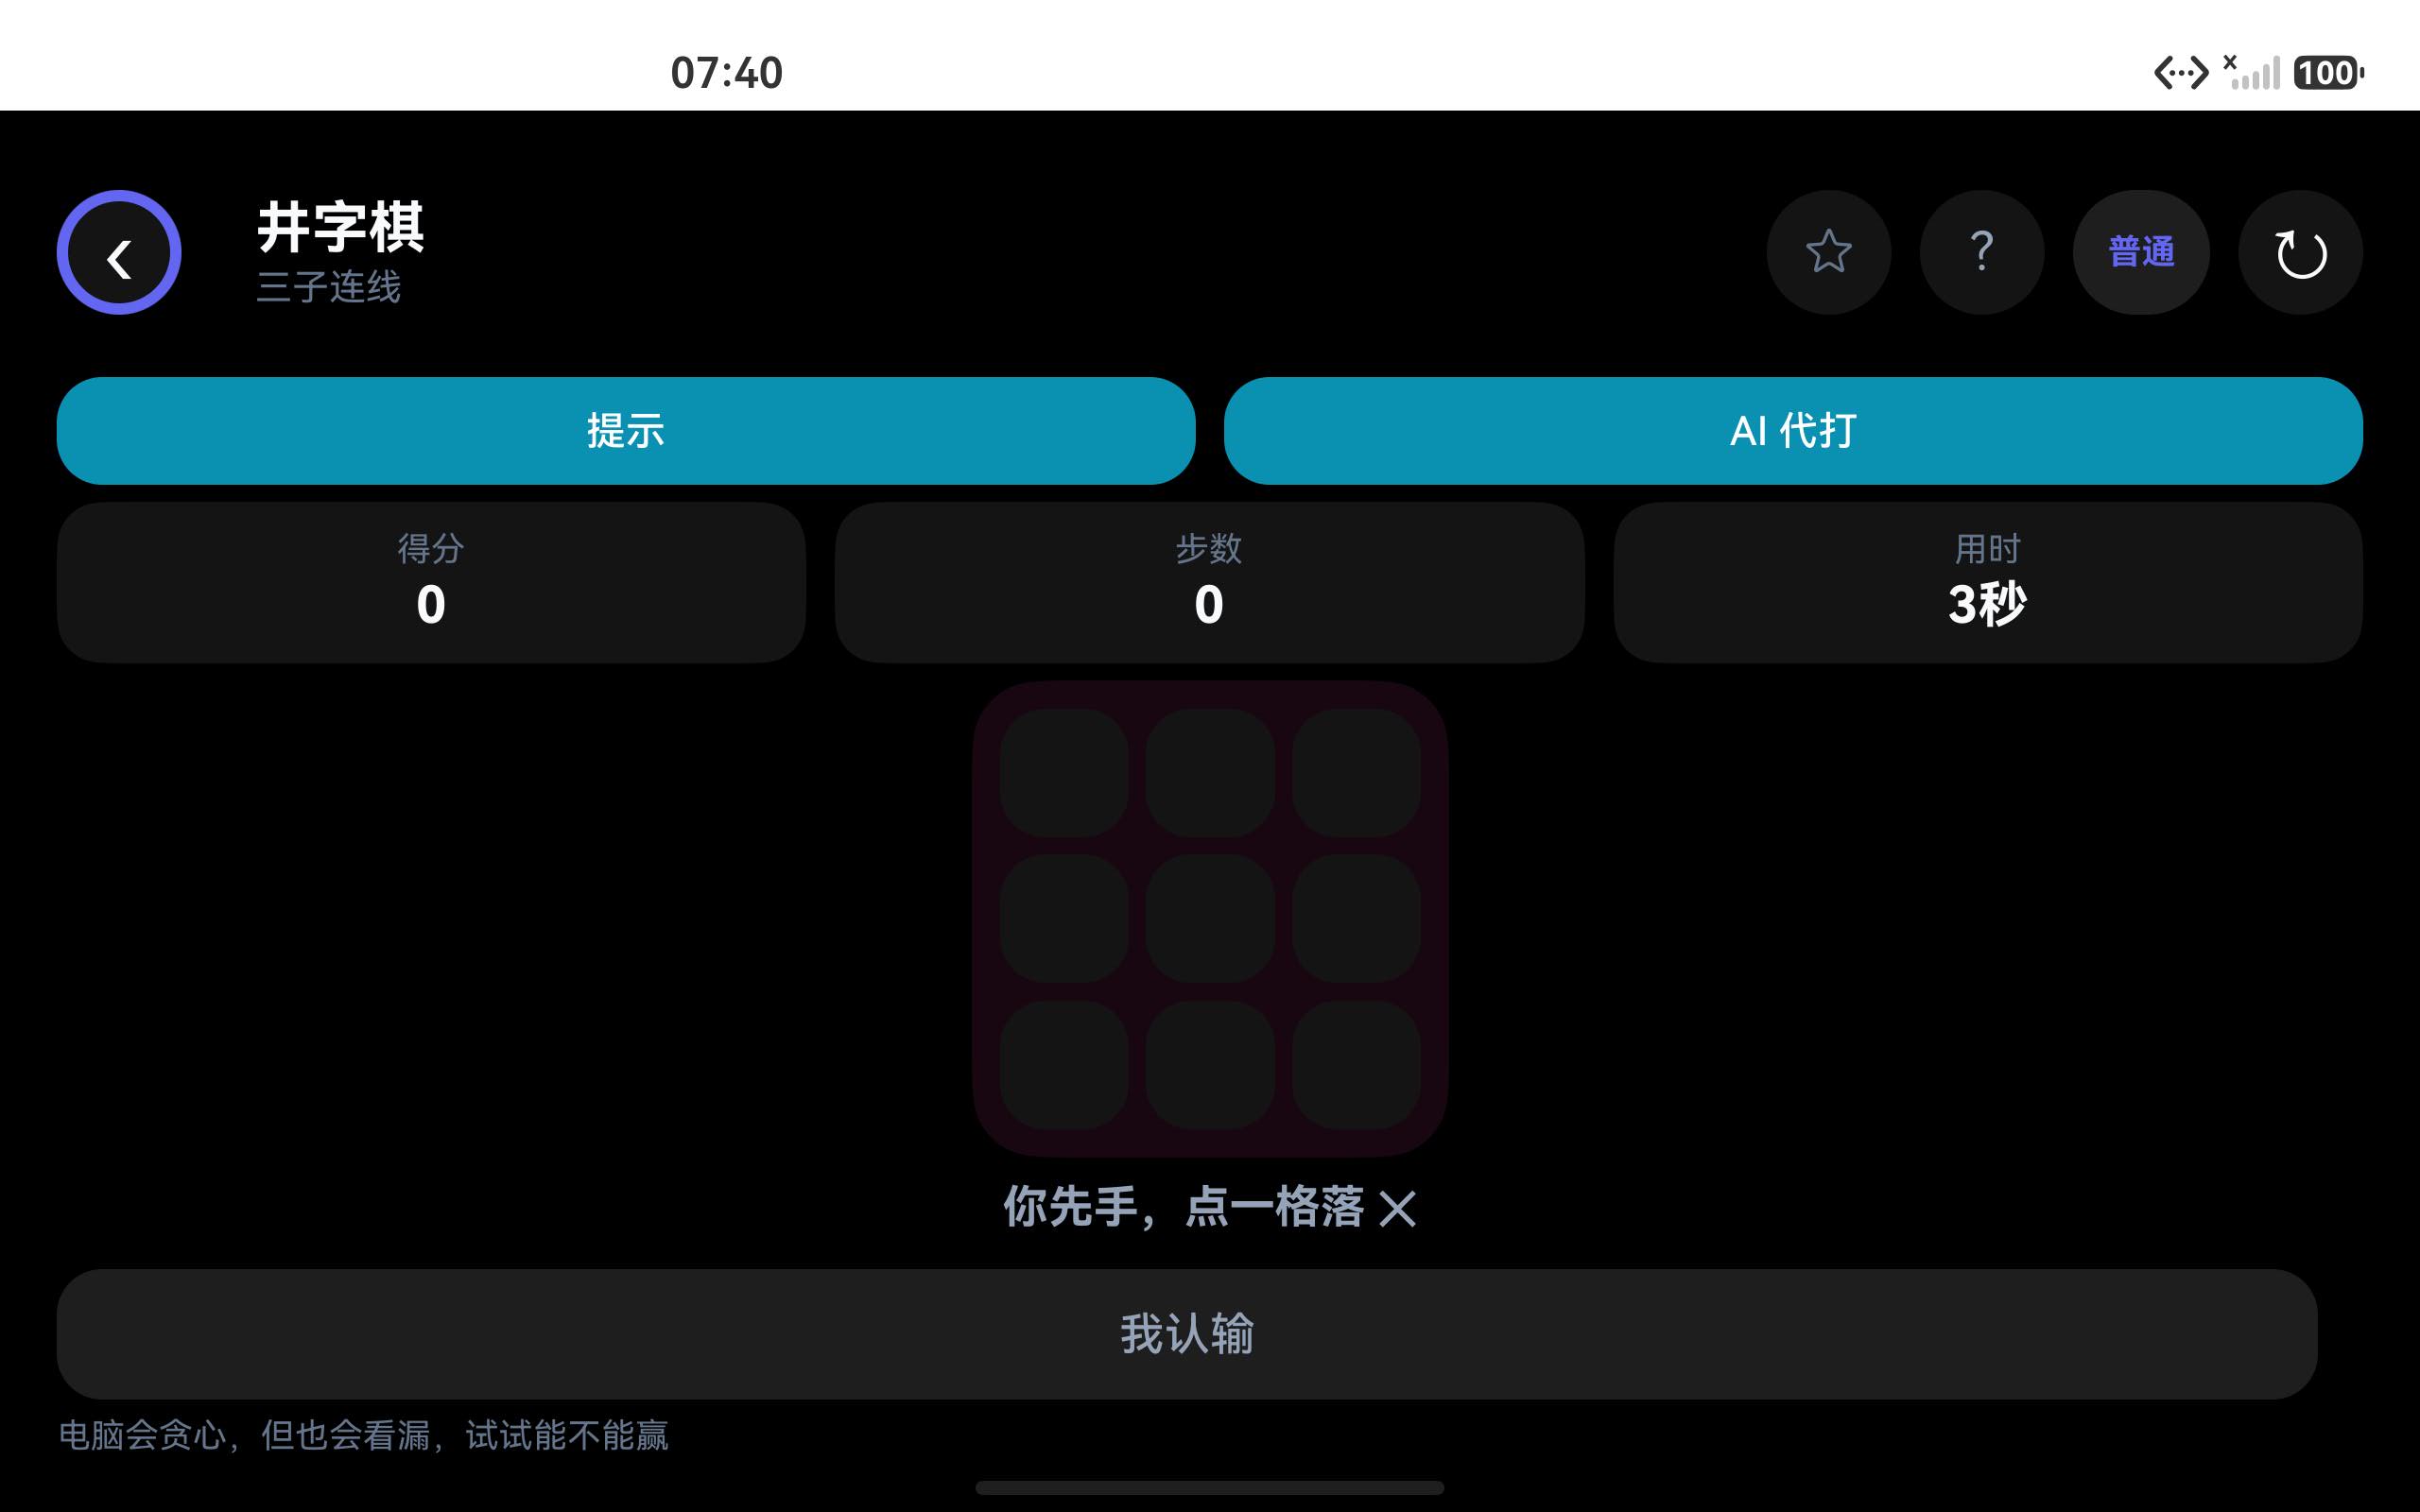 07:40
100
井字棋
三子连线
?
普通
提示
AI 代打
得分
0
步数
0
用时
3秒
你先手，点一格落 ×
我认输
电脑会贪心，但也会看漏，试试能不能赢